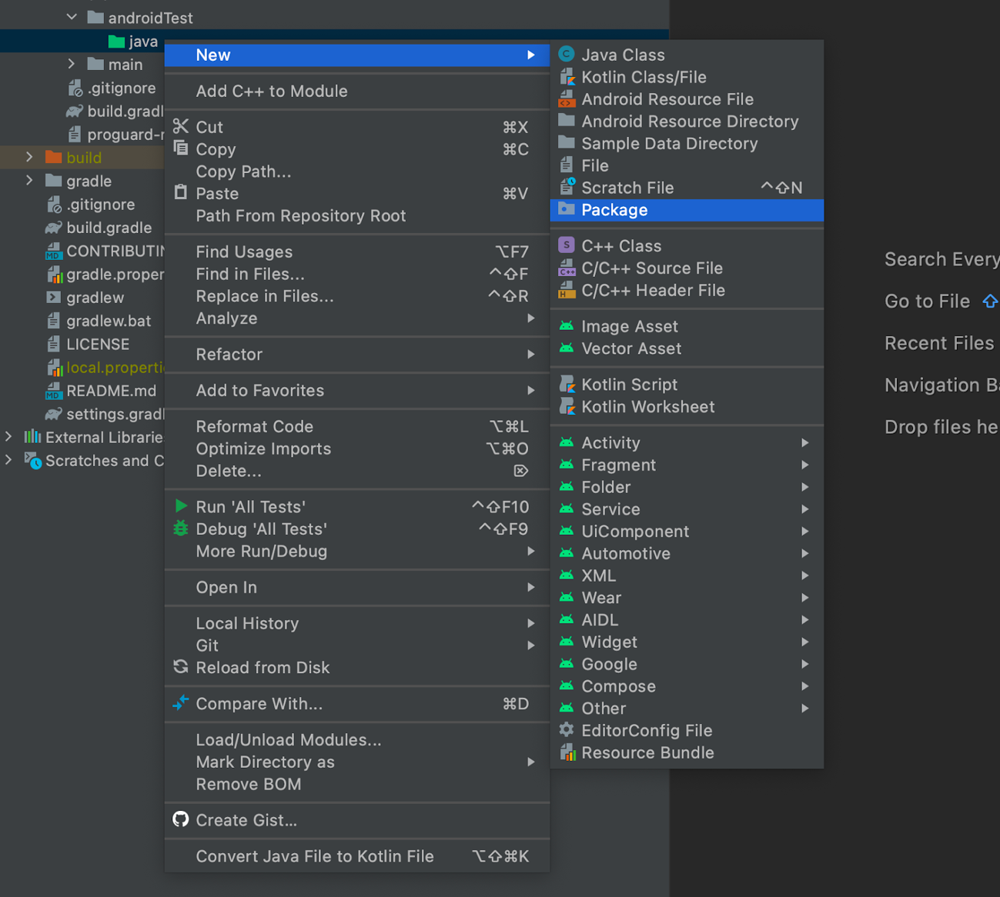 androidTest
java
main
.gitignore
build.gradl
proguard-r
build
gradle
.gitignore
build.gradle
CONTRIBUTIN
gradle.proper
gradlew
gradlew.bat
LICENSE
local.properti
README.md
settings.gradl
External Librarie
Scratches and C
New
Add C++ to Module
Cut ⌘X
Copy ⌘C
Copy Path...
Paste ⌘V
Path From Repository Root
Find Usages ⌥F7
Find in Files... ^⇧F
Replace in Files... ^⇧R
Analyze
Refactor
Add to Favorites
Reformat Code ⌥⌘L
Optimize Imports ⌥⌘O
Delete... ⌦
Run 'All Tests' ^⇧F10
Debug 'All Tests' ^⇧F9
More Run/Debug
Open In
Local History
Git
Reload from Disk
Compare With... ⌘D
Load/Unload Modules...
Mark Directory as
Remove BOM
Create Gist...
Convert Java File to Kotlin File ⌥⇧⌘K
Java Class
Kotlin Class/File
Android Resource File
Android Resource Directory
Sample Data Directory
File
Scratch File ^⇧N
Package
C++ Class
C/C++ Source File
C/C++ Header File
Image Asset
Vector Asset
Kotlin Script
Kotlin Worksheet
Activity
Fragment
Folder
Service
UiComponent
Automotive
XML
Wear
AIDL
Widget
Google
Compose
Other
EditorConfig File
Resource Bundle
Search Every
Go to File ⇧
Recent Files
Navigation Ba
Drop files he